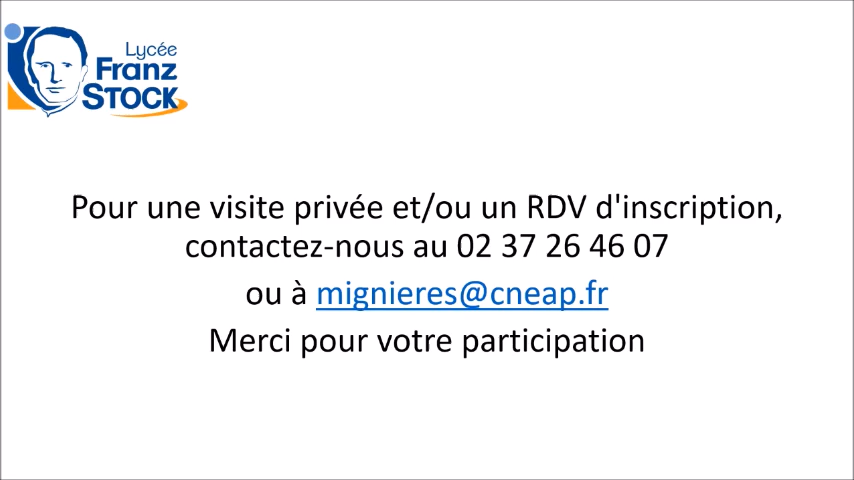 Lycée
Franz
STOCK
Pour une visite privée et/ou un RDV d'inscription,
contactez-nous au 02 37 26 46 07
ou à mignieres@cneap.fr
Merci pour votre participation